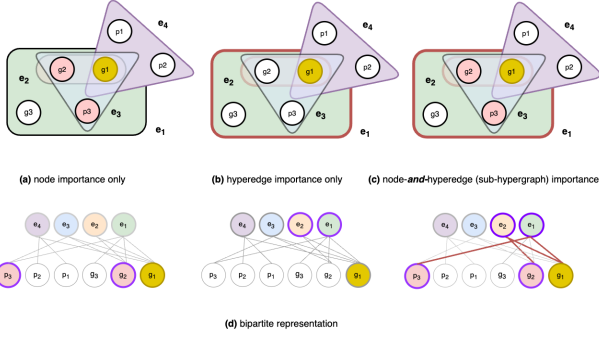 e4
p1
g2
g1
p2
e2
g3
p3
e3
e1
e4
p1
g2
g1
p2
e2
g3
p3
e3
e1
e4
p1
g2
g1
p2
e2
g3
p3
e3
e1
(a) node importance only
(b) hyperedge importance only
(c) node-and-hyperedge (sub-hypergraph) importance
e4 e3 e2 e1
p3 p2 p1 g3 g2 g1
e4 e3 e2 e1
p3 p2 p1 g3 g2 g1
e4 e3 e2 e1
p3 p2 p1 g3 g2 g1
(d) bipartite representation